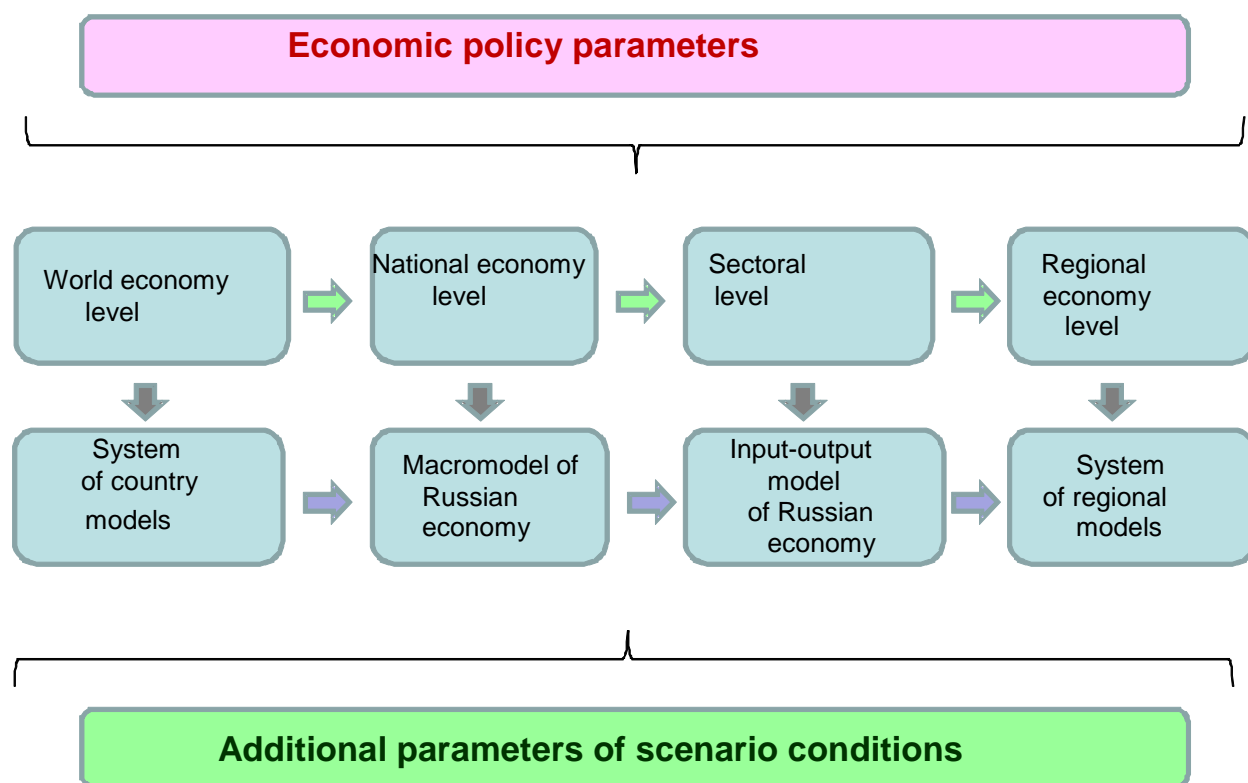 Economic policy parameters
World economy
level
National economy
level
Sectoral
level
Regional
economy
level
System
of country
models
Macromodel of
Russian
economy
Input-output
model
of Russian
economy
System
of regional
models
Additional parameters of scenario conditions